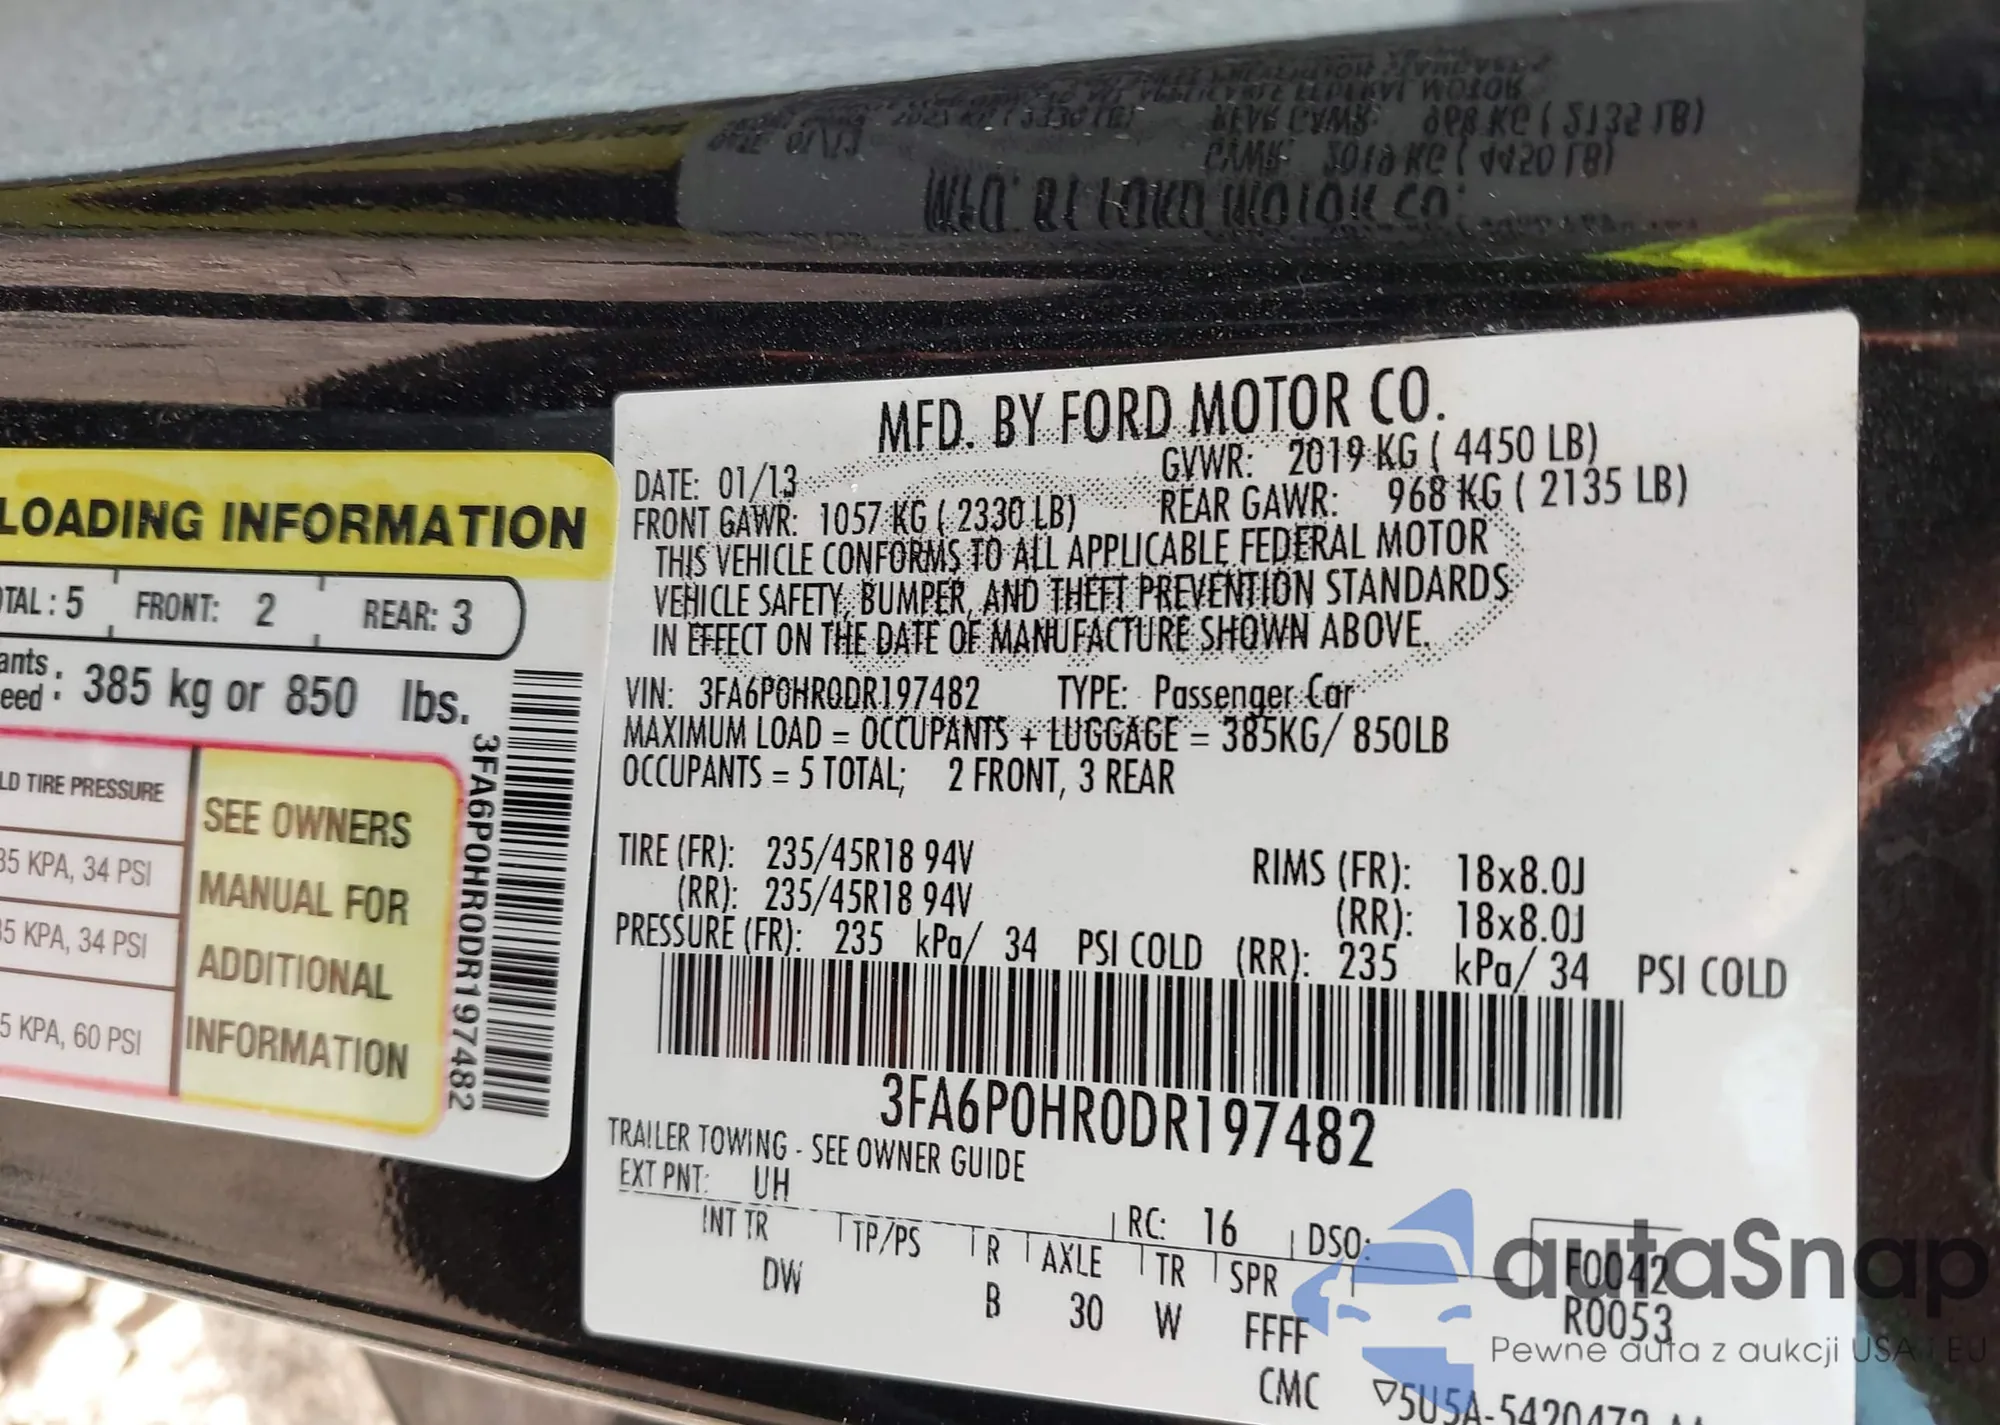 MFD. BY FORD MOTOR CO.
DATE: 01/13
GVWR: 2019 KG ( 4450 LB)
FRONT GAWR: 1057 KG ( 2330 LB)
REAR GAWR: 968 KG ( 2135 LB)
THIS VEHICLE CONFORMS TO ALL APPLICABLE FEDERAL MOTOR
VEHICLE SAFETY, BUMPER, AND THEFT PREVENTION STANDARDS
IN EFFECT ON THE DATE OF MANUFACTURE SHOWN ABOVE.
VIN: 3FA6P0HR0DR197482 TYPE: Passenger Car
MAXIMUM LOAD = OCCUPANTS + LUGGAGE = 385KG/ 850LB
OCCUPANTS = 5 TOTAL; 2 FRONT, 3 REAR
TIRE (FR): 235/45R18 94V RIMS (FR): 18x8.0J
(RR): 235/45R18 94V (RR): 18x8.0J
PRESSURE (FR): 235 kPa/ 34 PSI COLD (RR): 235 kPa/ 34 PSI COLD
3FA6P0HR0DR197482
TRAILER TOWING - SEE OWNER GUIDE
EXT PNT: UH RC: 16 DSO:
INT TR TP/PS R AXLE TR SPR F0042
DW B 30 W FFFF R0053
CMC
LOADING INFORMATION
FRONT: 2 REAR: 3
385 kg or 850 lbs.
TIRE PRESSURE
KPA, 34 PSI
KPA, 34 PSI
KPA, 60 PSI
SEE OWNERS
MANUAL FOR
ADDITIONAL
INFORMATION
3FA6P0HR0DR197482
autoSnap
Pewne auta z aukcji USA i EU